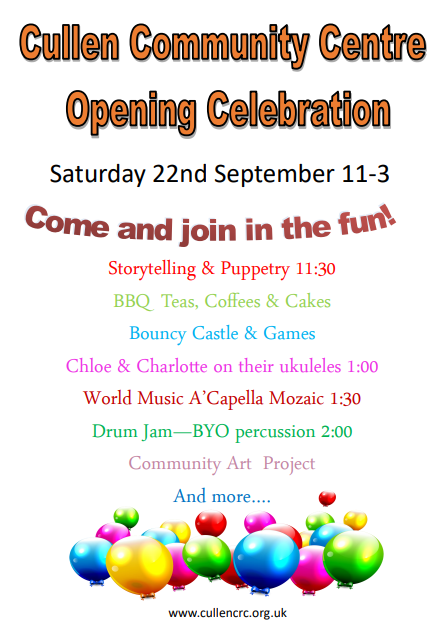 Cullen Community Centre
Opening Celebration
Saturday 22nd September 11-3
Come and join in the fun!
Storytelling & Puppetry 11:30
BBQ  Teas, Coffees & Cakes
Bouncy Castle & Games
Chloe & Charlotte on their ukuleles 1:00
World Music A’Capella Mozaic 1:30
Drum Jam—BYO percussion 2:00
Community Art  Project
And more....
www.cullencrc.org.uk